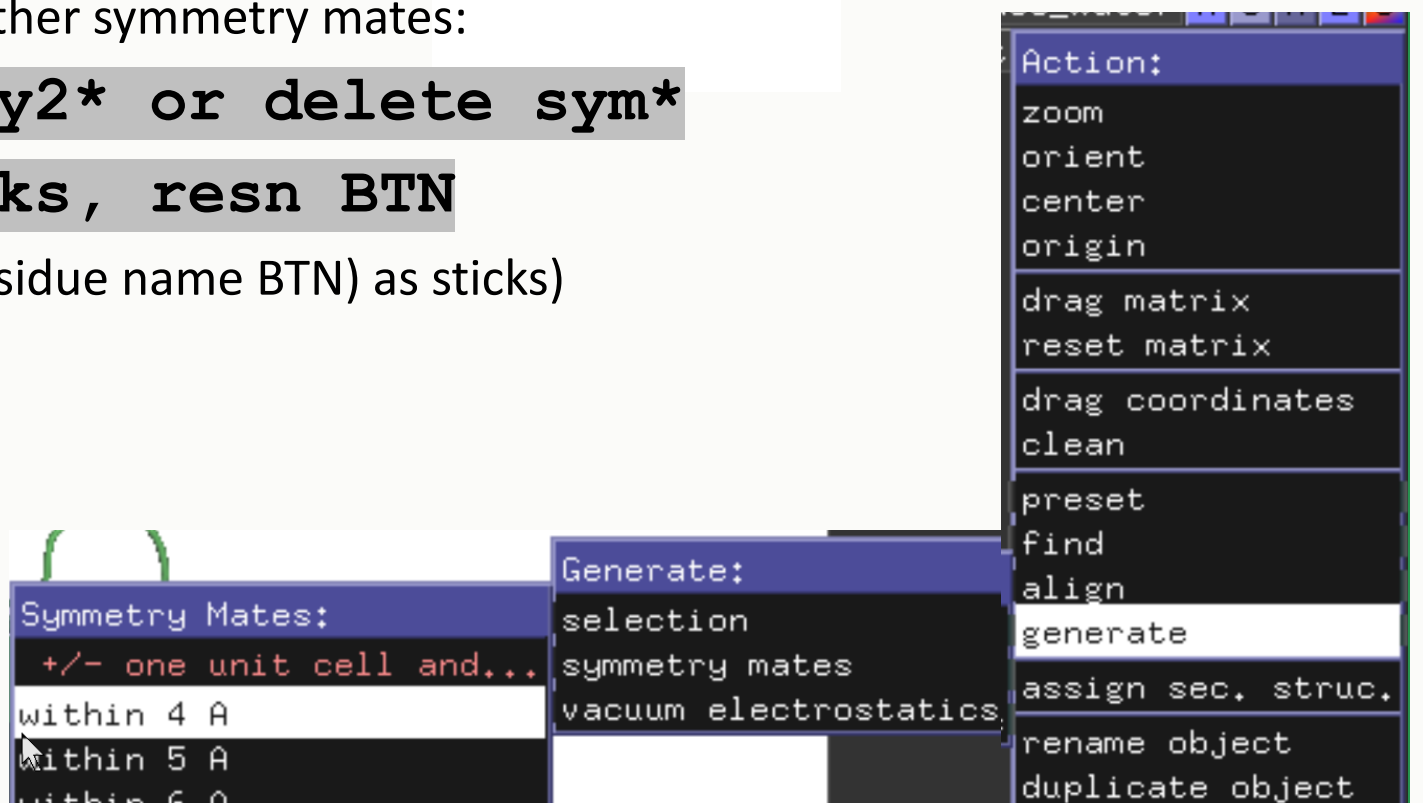 ther symmetry mates:
y2* or delete sym*
ks, resn BTN
sidue name BTN) as sticks)
Action:
zoom
orient
center
origin
drag matrix
reset matrix
drag coordinates
clean
preset
find
align
generate
assign sec. struc.
rename object
duplicate object
Generate:
selection
symmetry mates
vacuum electrostatics
Symmetry Mates:
+/- one unit cell and...
within 4 A
within 5 A
within 6 A